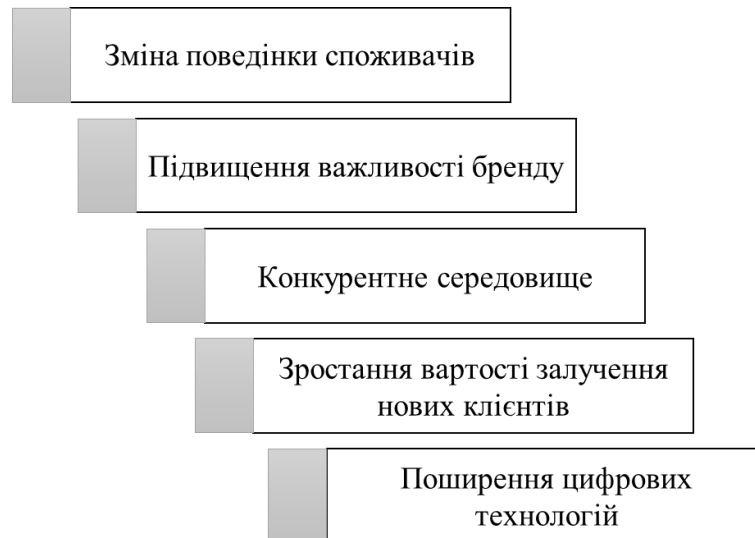 Зміна поведінки споживачів
Підвищення важливості бренду
Конкурентне середовище
Зростання вартості залучення
нових клієнтів
Поширення цифрових
технологій